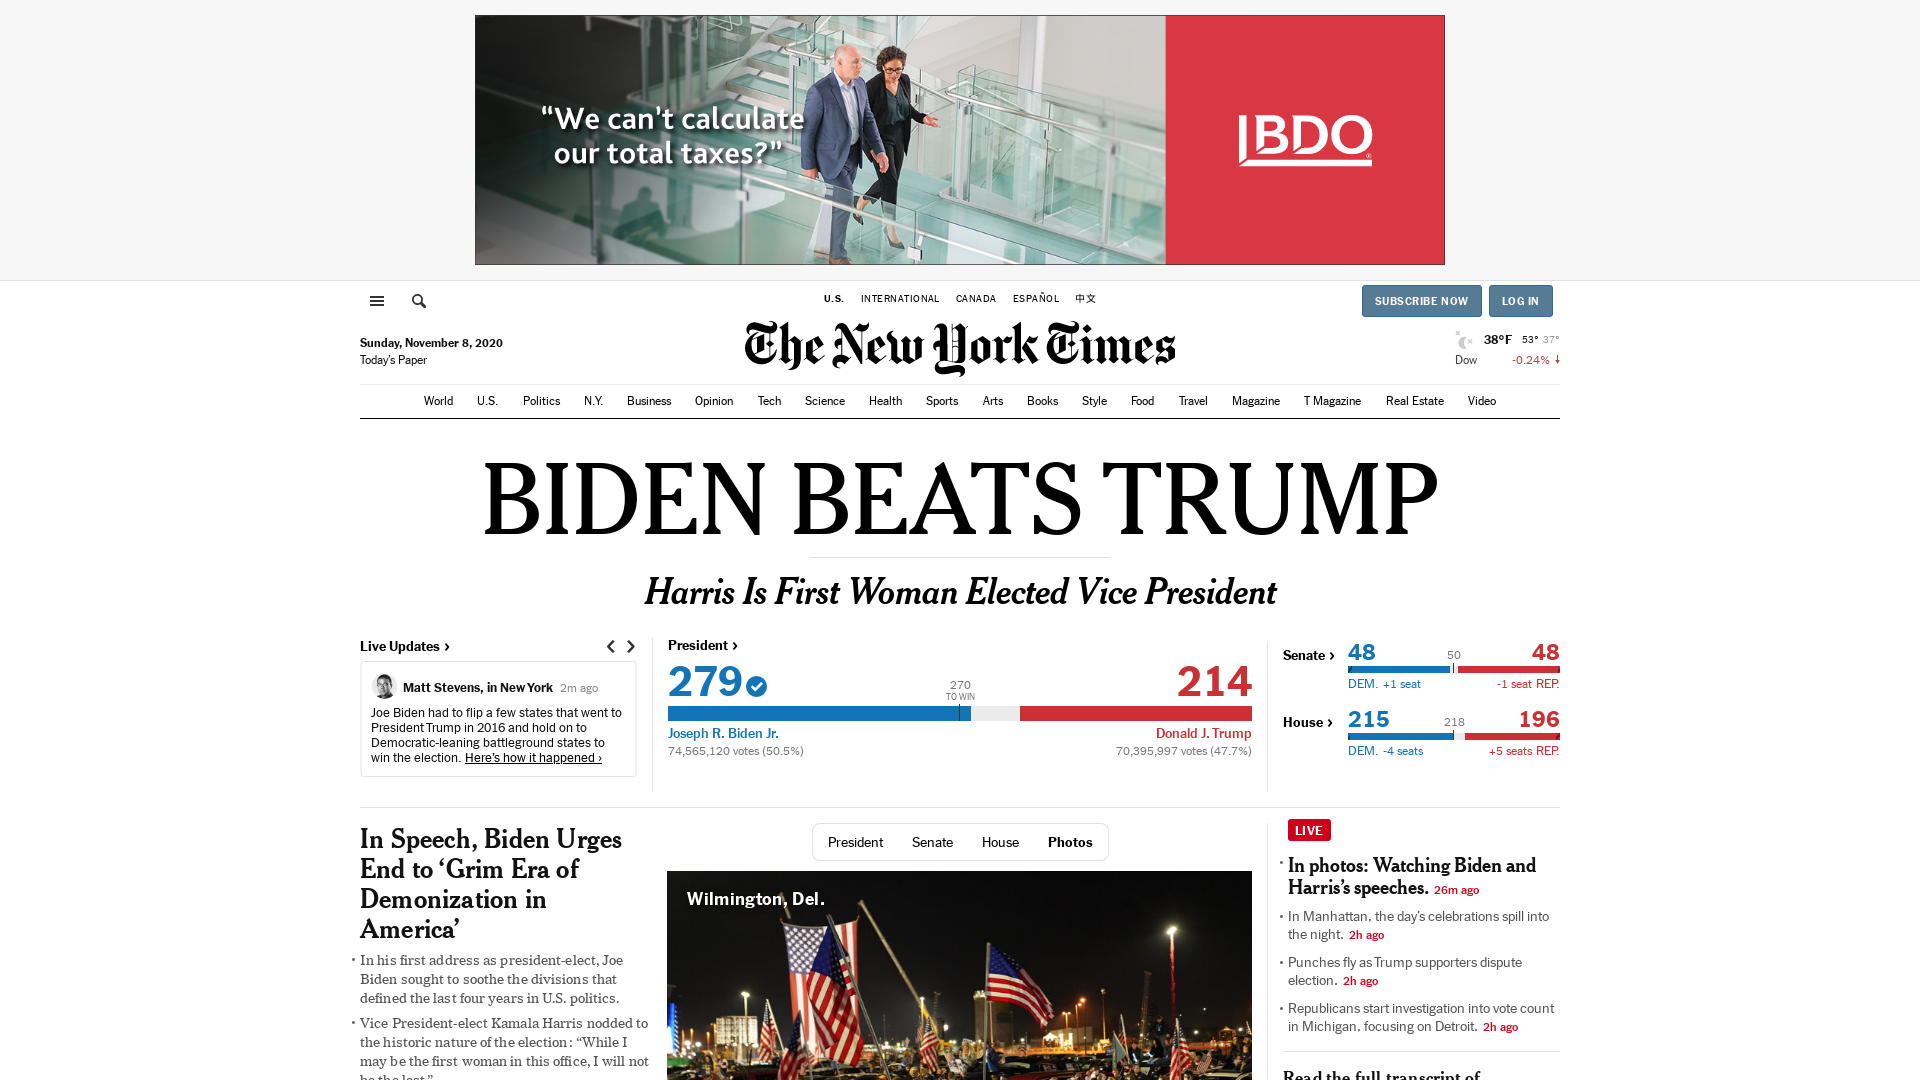 “We can’t calculate
our total taxes?”
BDO
U.S. INTERNATIONAL CANADA ESPAÑOL 中文
SUBSCRIBE NOW LOG IN
Sunday, November 8, 2020
Today’s Paper
The New York Times
38°F 53° 37°
Dow -0.24%
World U.S. Politics N.Y. Business Opinion Tech Science Health Sports Arts Books Style Food Travel Magazine T Magazine Real Estate Video
BIDEN BEATS TRUMP
Harris Is First Woman Elected Vice President
Live Updates ›
Matt Stevens, in New York 2m ago
Joe Biden had to flip a few states that went to
President Trump in 2016 and hold on to
Democratic-leaning battleground states to
win the election. Here’s how it happened ›
President ›
279 214
270
TO WIN
Joseph R. Biden Jr. Donald J. Trump
74,565,120 votes (50.5%) 70,395,997 votes (47.7%)
Senate › 48 50 48
DEM. +1 seat -1 seat REP.
House › 215 218 196
DEM. -4 seats +5 seats REP.
In Speech, Biden Urges
End to ‘Grim Era of
Demonization in
America’
• In his first address as president-elect, Joe
Biden sought to soothe the divisions that
defined the last four years in U.S. politics.
• Vice President-elect Kamala Harris nodded to
the historic nature of the election: “While I
may be the first woman in this office, I will not
be the last.”
President Senate House Photos
Wilmington, Del.
LIVE
• In photos: Watching Biden and
Harris’s speeches. 26m ago
• In Manhattan, the day’s celebrations spill into
the night. 2h ago
• Punches fly as Trump supporters dispute
election. 2h ago
• Republicans start investigation into vote count
in Michigan, focusing on Detroit. 2h ago
Read the full transcript of